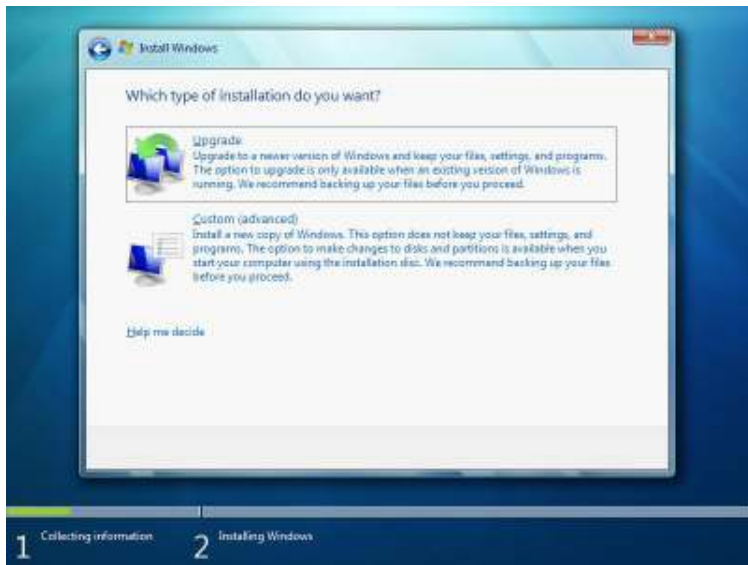 Install Windows
Which type of installation do you want?
Upgrade
Upgrade to a newer version of Windows and keep your files, settings, and programs.
The option to upgrade is only available when an existing version of Windows is
running. We recommend backing up your files before you proceed.
Custom (advanced)
Install a new copy of Windows. This option does not keep your files, settings, and
programs. The option to make changes to disks and partitions is available when you
start your computer using the installation disc. We recommend backing up your files
before you proceed.
Help me decide
1 Collecting information 2 Installing Windows